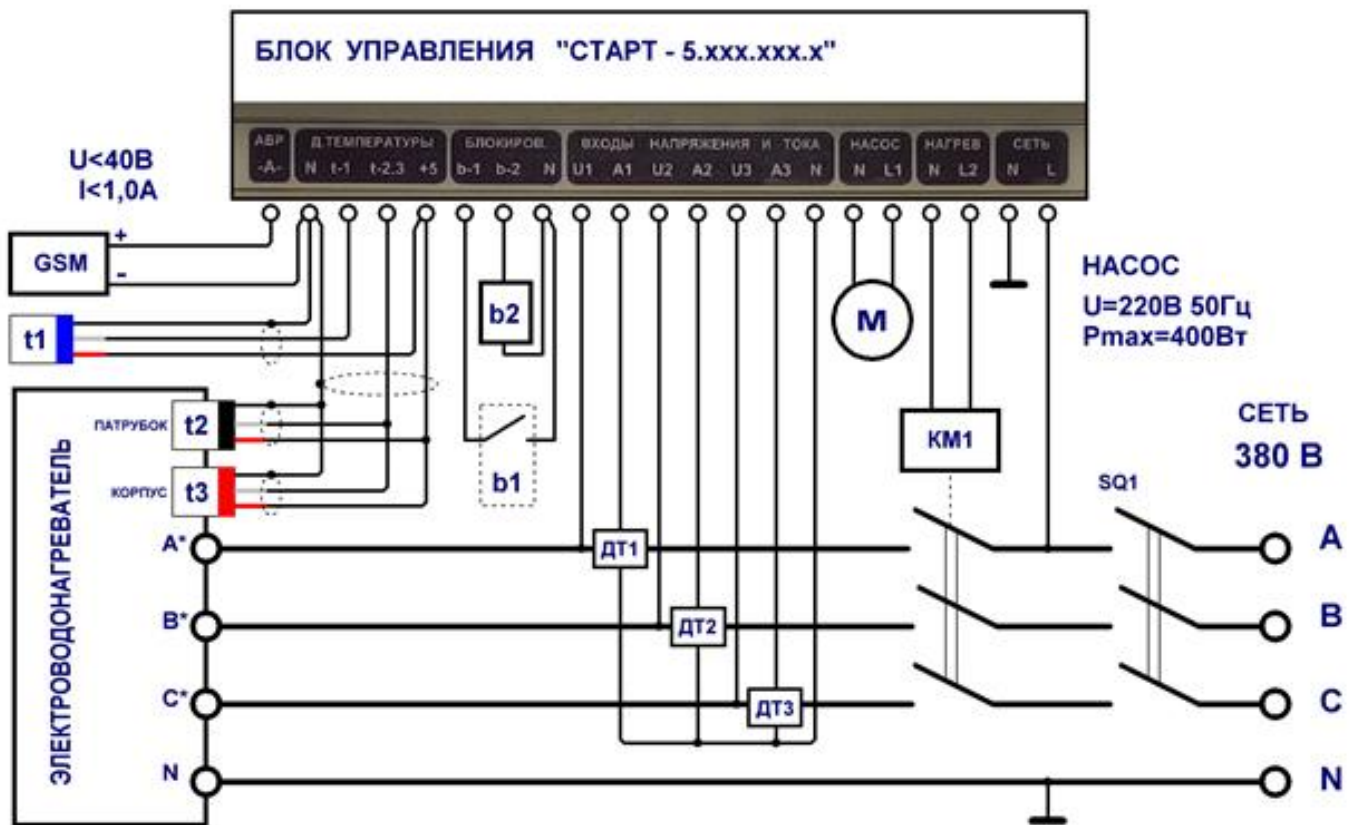 БЛОК УПРАВЛЕНИЯ "СТАРТ - 5.xxx.xxx.x"
АВР Д.ТЕМПЕРАТУРЫ БЛОКИРОВ. ВХОДЫ НАПРЯЖЕНИЯ И ТОКА НАСОС НАГРЕВ СЕТЬ
-A- N t-1 t-2.3 +5 b-1 b-2 N U1 A1 U2 A2 U3 A3 N N L1 N L2 N L
U<40В
I<1,0А
GSM
+
-
t1
b2
b1
M
НАСОС
U=220В 50Гц
Pmax=400Вт
КМ1
СЕТЬ
380 В
SQ1
ЭЛЕКТРОВОДОНАГРЕВАТЕЛЬ
ПАТРУБОК t2
КОРПУС t3
A* ДТ1 A
B* ДТ2 B
C* ДТ3 C
N N